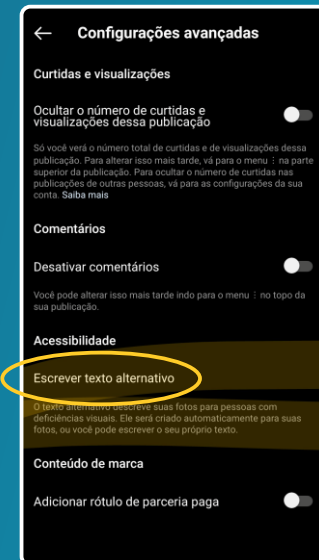 Configurações avançadas
Curtidas e visualizações
Ocultar o número de curtidas e
visualizações dessa publicação
Só você verá o número total de curtidas e de visualizações dessa
publicação. Para alterar isso mais tarde, vá para o menu ⋮ na parte
superior da publicação. Para ocultar o número de curtidas nas
publicações de outras pessoas, vá para as configurações da sua
conta. Saiba mais
Comentários
Desativar comentários
Você pode alterar isso mais tarde indo para o menu ⋮ no topo da
sua publicação.
Acessibilidade
Escrever texto alternativo
O texto alternativo descreve suas fotos para pessoas com
deficiências visuais. Ele será criado automaticamente para suas
fotos, ou você pode escrever o seu próprio texto.
Conteúdo de marca
Adicionar rótulo de parceria paga